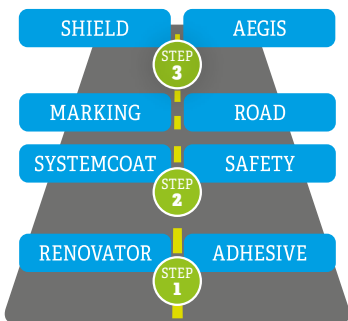 SHIELD AEGIS
STEP
3
MARKING ROAD
SYSTEMCOAT SAFETY
STEP
2
RENOVATOR ADHESIVE
STEP
1